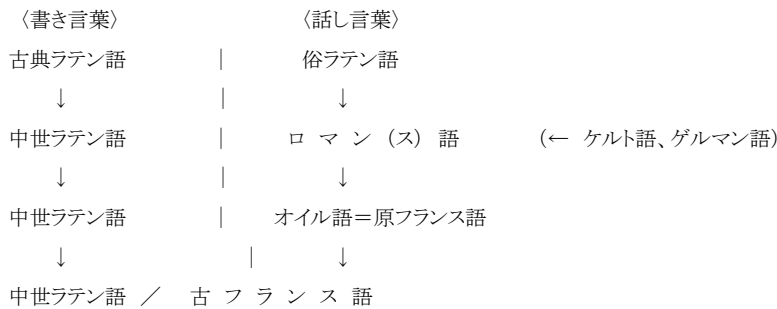 〈書き言葉〉 〈話し言葉〉
古典ラテン語 | 俗ラテン語
↓ | ↓
中世ラテン語 | ロ マ ン (ス) 語 (← ケルト語、ゲルマン語)
↓ | ↓
中世ラテン語 | オイル語＝原フランス語
↓ | ↓
中世ラテン語 ／ 古 フ ラ ン ス 語